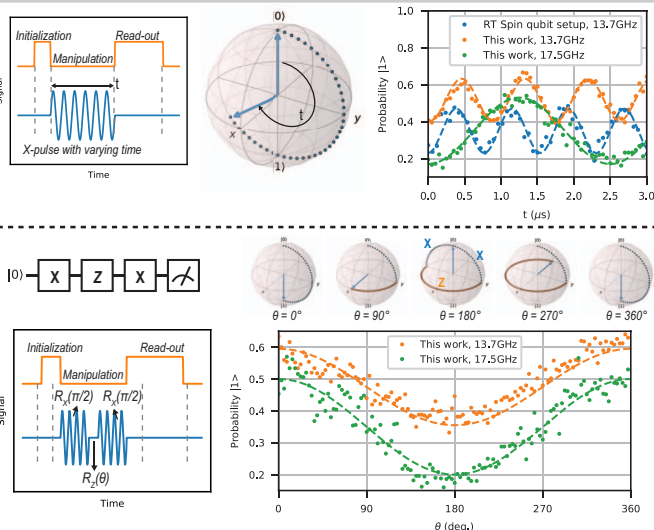 Initialization
Read-out
Manipulation
t
X-pulse with varying time
Time
|0⟩
x
y
t
|1⟩
Probability |1>
1.0
0.8
0.6
0.4
0.2
RT Spin qubit setup, 13.7GHz
This work, 13.7GHz
This work, 17.5GHz
0.0 0.5 1.0 1.5 2.0 2.5 3.0
t (μs)
|0⟩ X Z X
X X
Z
θ = 0° θ = 90° θ = 180° θ = 270° θ = 360°
Signal
Initialization
Read-out
Manipulation
Rx(π/2) Rx(π/2)
Rz(θ)
Time
Probability |1>
0.6
0.5
0.4
0.3
0.2
This work, 13.7GHz
This work, 17.5GHz
0 90 180 270 360
θ (deg.)